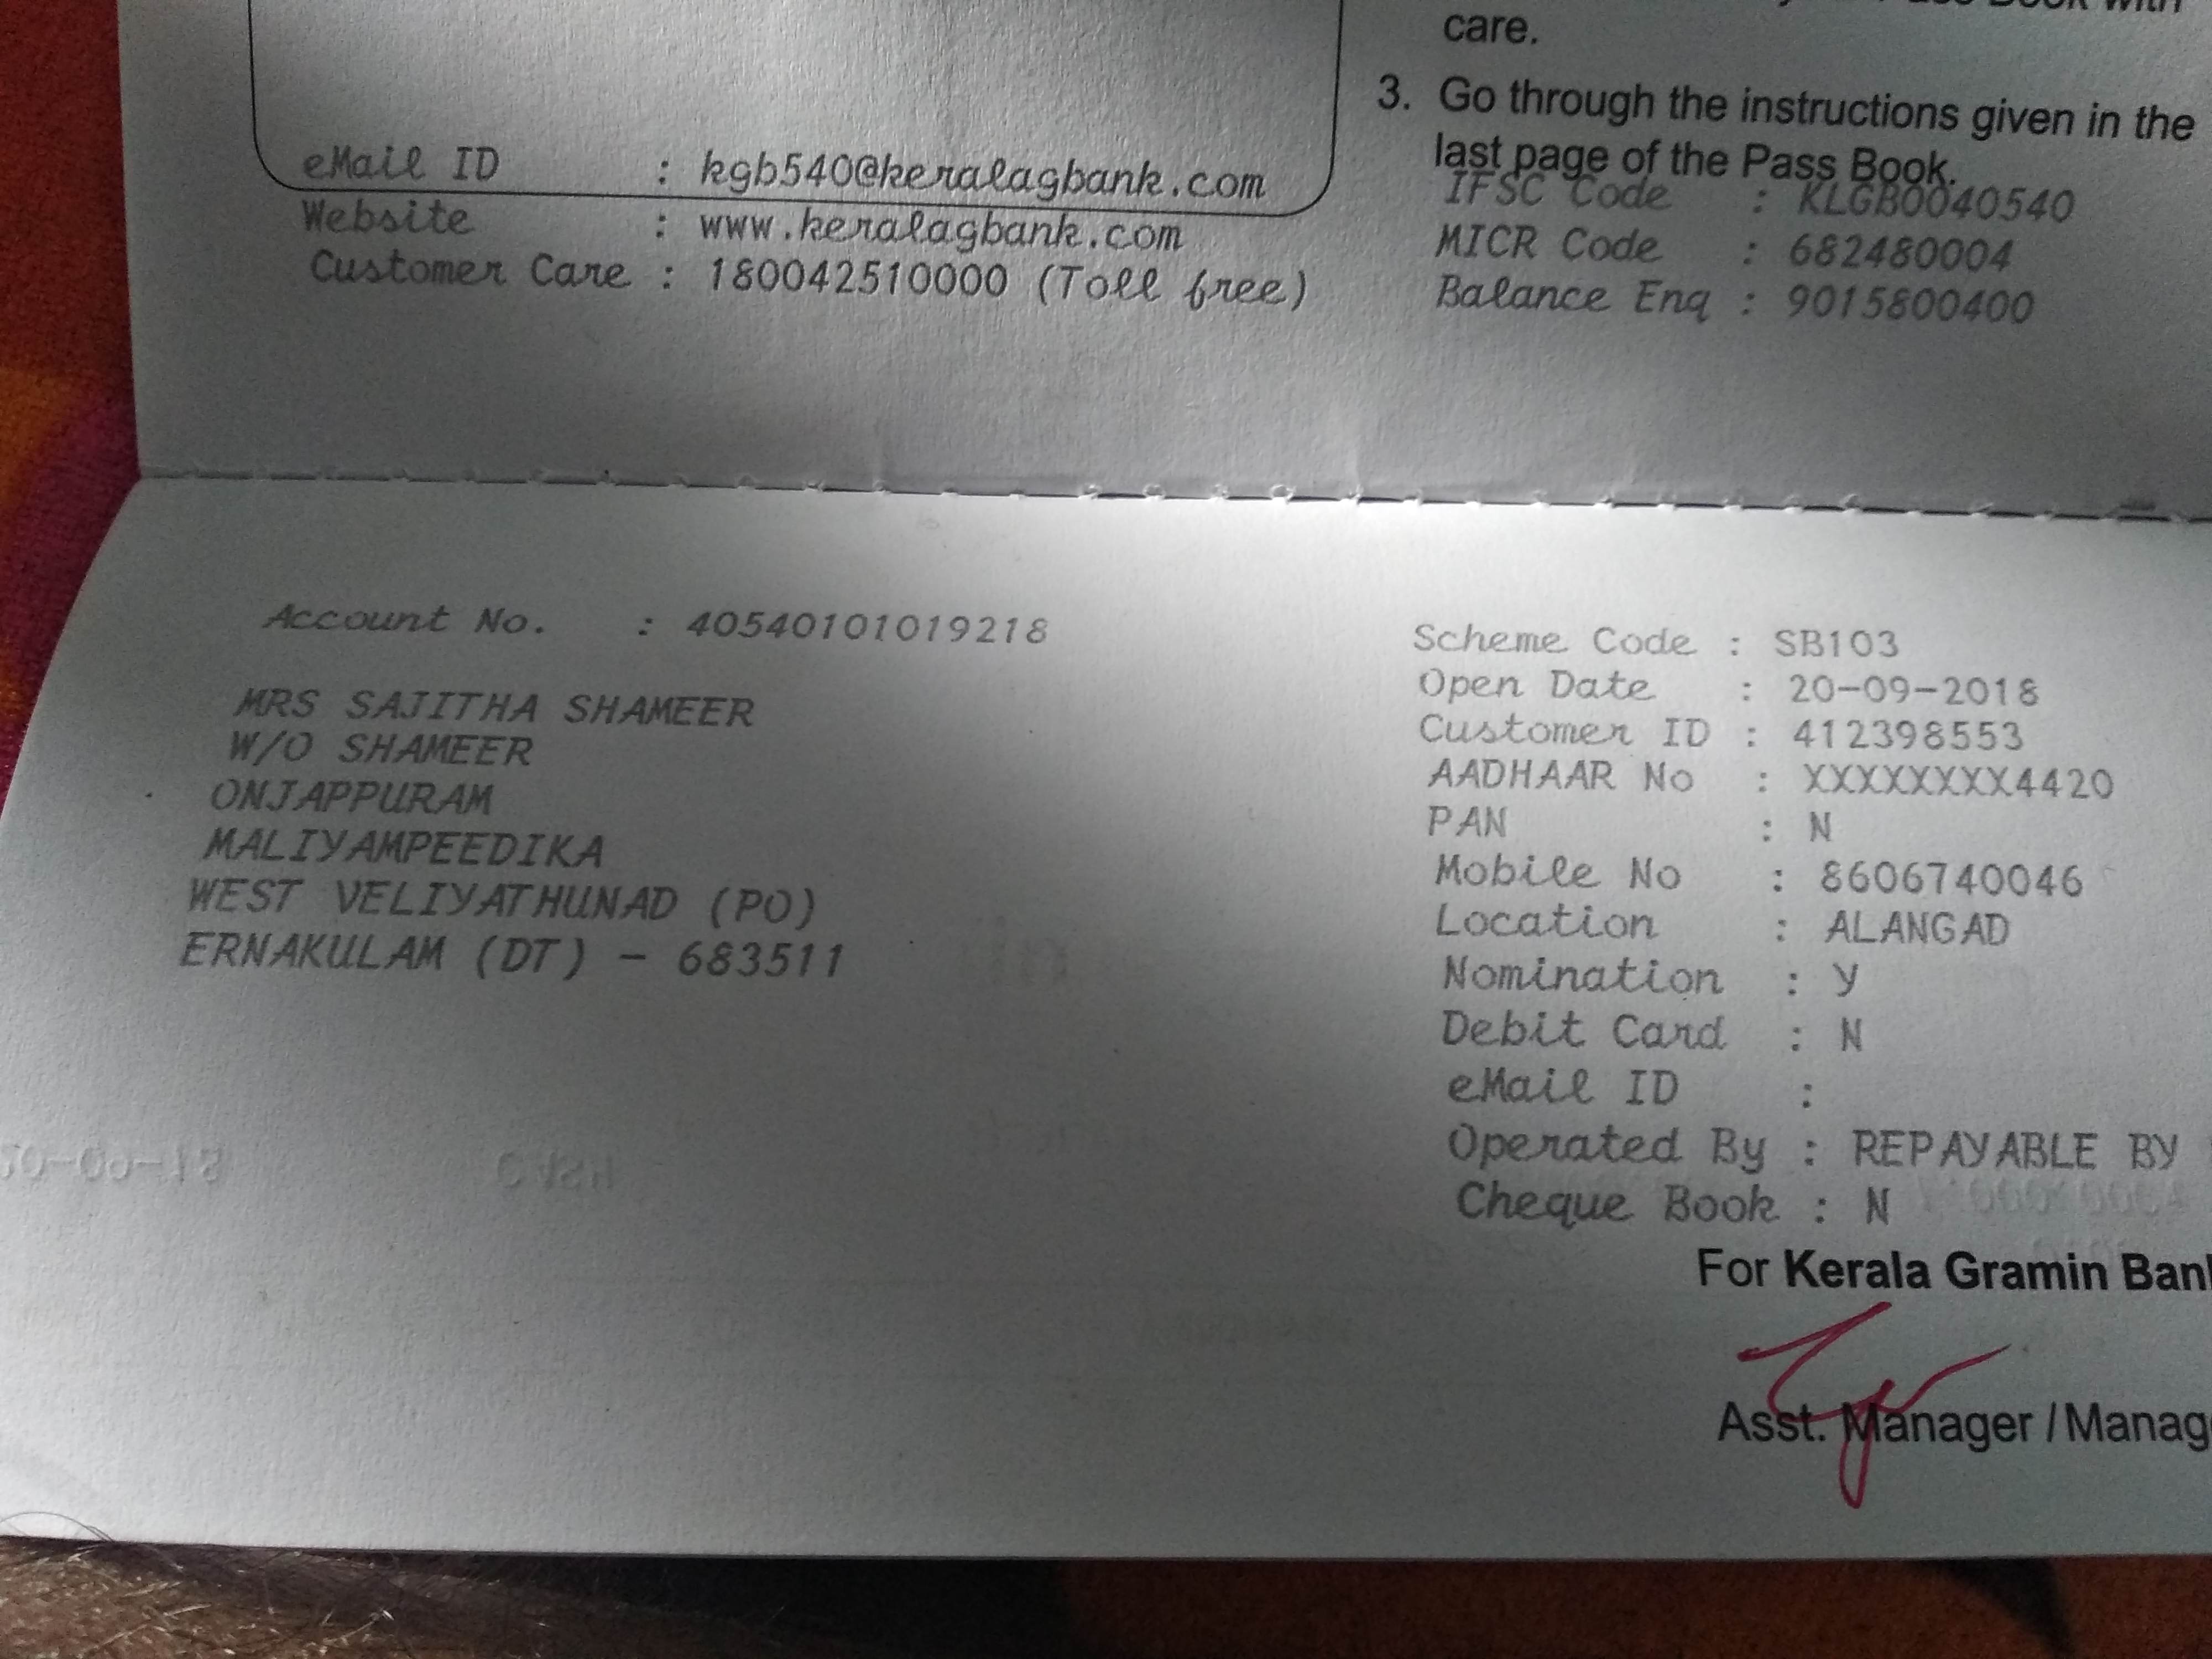 care.
3. Go through the instructions given in the
last page of the Pass Book.
eMail ID : kgb540@keralagbank.com
Website : www.keralagbank.com
Customer Care : 180042510000 (Toll free)
IFSC Code : KLGB0040540
MICR Code : 682480004
Balance Enq : 9015800400
Account No. : 40540101019218
MRS SAJITHA SHAMEER
W/O SHAMEER
ONJAPPURAM
MALIYAMPEEDIKA
WEST VELIYATHUNAD (PO)
ERNAKULAM (DT) - 683511
Scheme Code : SB103
Open Date : 20-09-2018
Customer ID : 412398553
AADHAAR No : XXXXXXXX4420
PAN : N
Mobile No : 8606740046
Location : ALANGAD
Nomination : Y
Debit Card : N
eMail ID :
Operated By : REPAYABLE BY
Cheque Book : N
For Kerala Gramin Ban
Asst. Manager / Manag